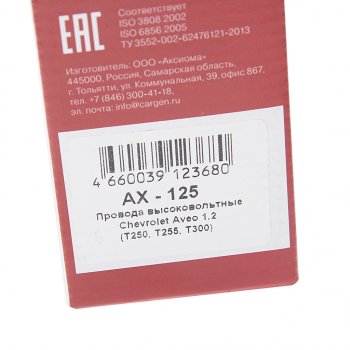 EAC
Соответствует
ISO 3808:2002
ISO 6856:2005
ТУ 3552-002-62476121-2013
Изготовитель: ООО «Аксиома»
445000, Россия, Самарская область,
г. Тольятти, ул. Коммунальная, 39, офис 867,
тел. +7 (846) 300-41-18,
эл. почта: info@cargen.ru
4 660039 123680
AX - 125
Провода высоковольтные
Chevrolet Aveo 1.2
(T250, T255, T300)